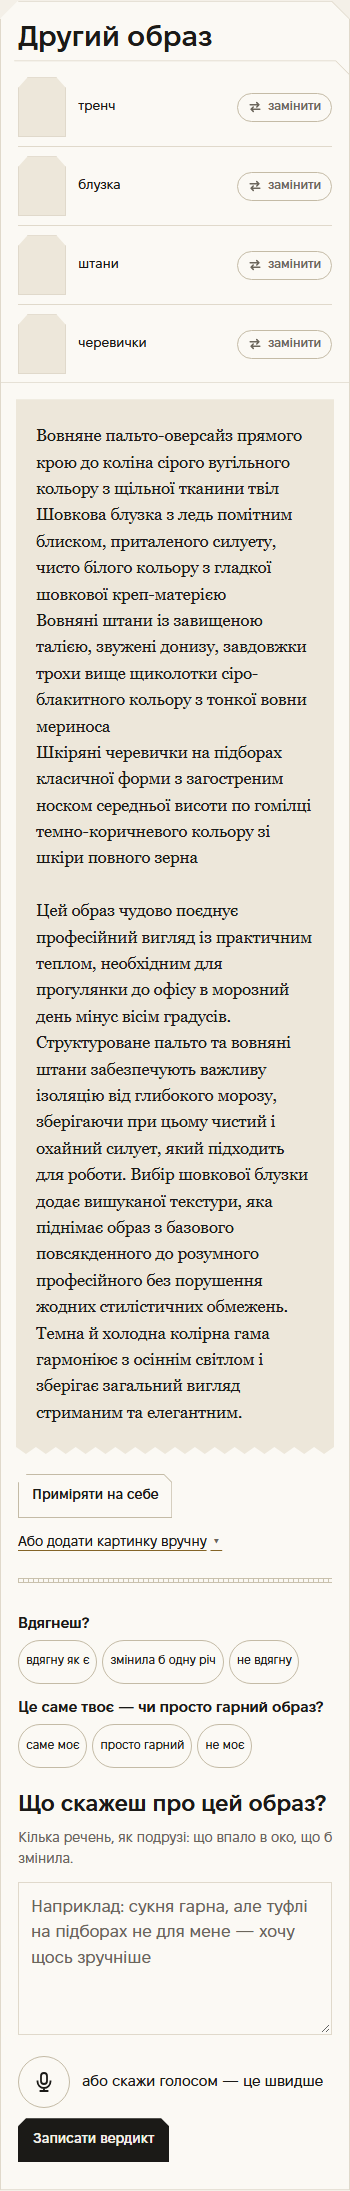 Другий образ
тренч
замінити
блузка
замінити
штани
замінити
черевички
замінити
Вовняне пальто-оверсайз прямого
крою до коліна сірого вугільного
кольору з щільної тканини твіл
Шовкова блузка з ледь помітним
блиском, приталеного силуету,
чисто білого кольору з гладкої
шовкової креп-матерією
Вовняні штани із завищеною
талією, звужені донизу, завдовжки
трохи вище щиколотки сіро-
блакитного кольору з тонкої вовни
мериноса
Шкіряні черевички на підборах
класичної форми з загостреним
носком середньої висоти по гомілці
темно-коричневого кольору зі
шкіри повного зерна
Цей образ чудово поєднує
професійний вигляд із практичним
теплом, необхідним для
прогулянки до офісу в морозний
день мінус вісім градусів.
Структуроване пальто та вовняні
штани забезпечують важливу
ізоляцію від глибокого морозу,
зберігаючи при цьому чистий і
охайний силует, який підходить
для роботи. Вибір шовкової блузки
додає вишуканої текстури, яка
піднімає образ з базового
повсякденного до розумного
професійного без порушення
жодних стилістичних обмежень.
Темна й холодна колірна гама
гармоніює з осіннім світлом і
зберігає загальний вигляд
стриманим та елегантним.
Приміряти на себе
Або додати картинку вручну
Вдягнеш?
вдягну як є
змінила б одну річ
не вдягну
Це саме твоє — чи просто гарний образ?
саме моє
просто гарний
не моє
Що скажеш про цей образ?
Кілька речень, як подрузі: що впало в око, що б
змінила.
Наприклад: сукня гарна, але туфлі
на підборах не для мене — хочу
щось зручніше
або скажи голосом — це швидше
Записати вердикт